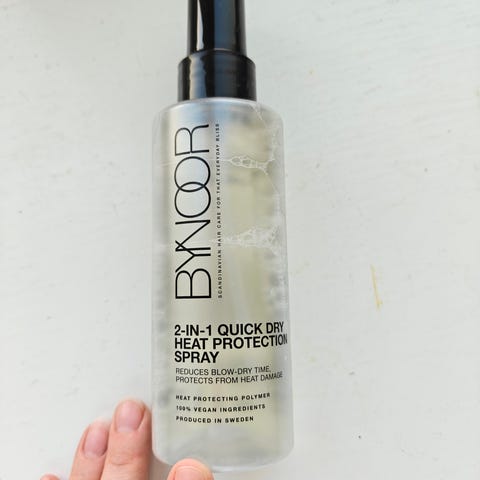 BYNOOR
SCANDINAVIAN HAIR CARE FOR THAT EVERYDAY BLISS
2-IN-1 QUICK DRY
HEAT PROTECTION
SPRAY
REDUCES BLOW-DRY TIME,
PROTECTS FROM HEAT DAMAGE
HEAT PROTECTING POLYMER
100% VEGAN INGREDIENTS
PRODUCED IN SWEDEN